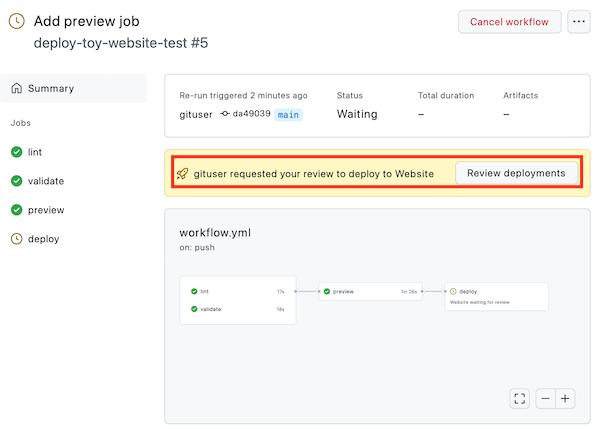 Add preview job
deploy-toy-website-test #5
Cancel workflow
Summary
Jobs
lint
validate
preview
deploy
Re-run triggered 2 minutes ago
gituser da49039 main
Status
Waiting
Total duration
–
Artifacts
–
gituser requested your review to deploy to Website
Review deployments
workflow.yml
on: push
lint 17s
validate 18s
preview 1m 26s
deploy
Website waiting for review